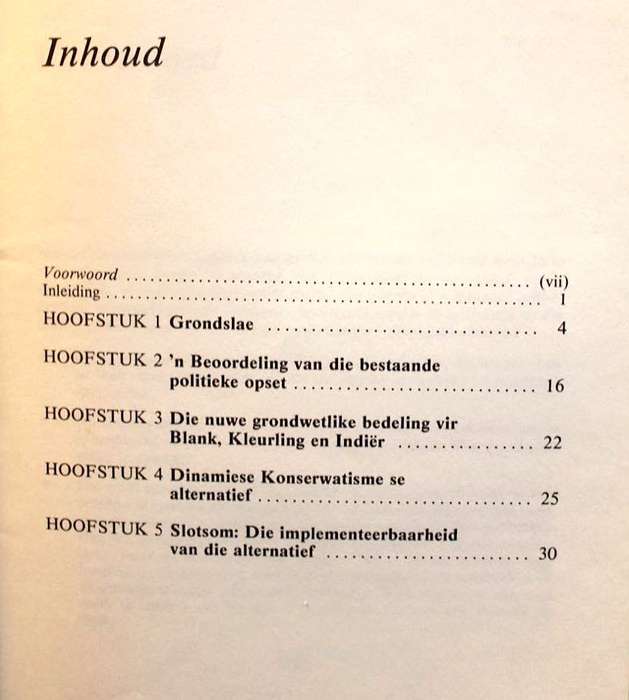 Inhoud
Voorwoord ........................................ (vii)
Inleiding ........................................ 1
HOOFSTUK 1 Grondslae ........................... 4
HOOFSTUK 2 'n Beoordeling van die bestaande
politieke opset ........................... 16
HOOFSTUK 3 Die nuwe grondwetlike bedeling vir
Blank, Kleurling en Indiër ................ 22
HOOFSTUK 4 Dinamiese Konserwatisme se
alternatief .............................. 25
HOOFSTUK 5 Slotsom: Die implementeerbaarheid
van die alternatief ....................... 30